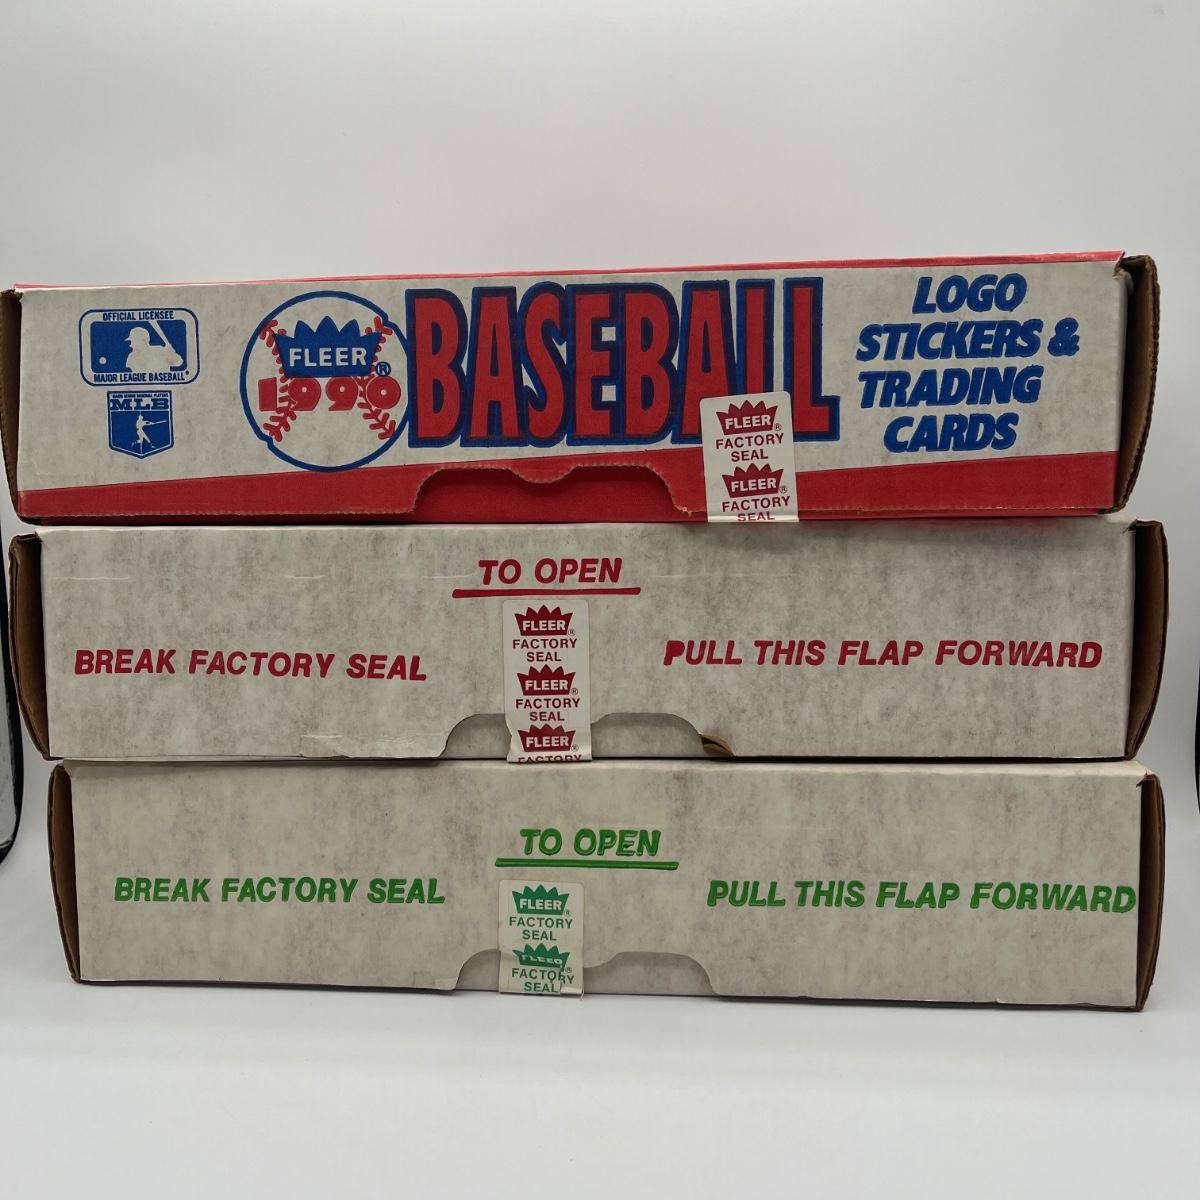 OFFICIAL LICENSEE
MAJOR LEAGUE BASEBALL®
MLB
FLEER®
1990
BASEBALL
LOGO
STICKERS &
TRADING
CARDS
FLEER®
FACTORY
SEAL
FLEER®
FACTORY
SEAL
TO OPEN
BREAK FACTORY SEAL
PULL THIS FLAP FORWARD
FLEER®
FACTORY
SEAL
FLEER®
FACTORY
SEAL
FLEER®
FACTORY
TO OPEN
BREAK FACTORY SEAL
PULL THIS FLAP FORWARD
FLEER®
FACTORY
SEAL
FLEER®
FACTORY
SEAL